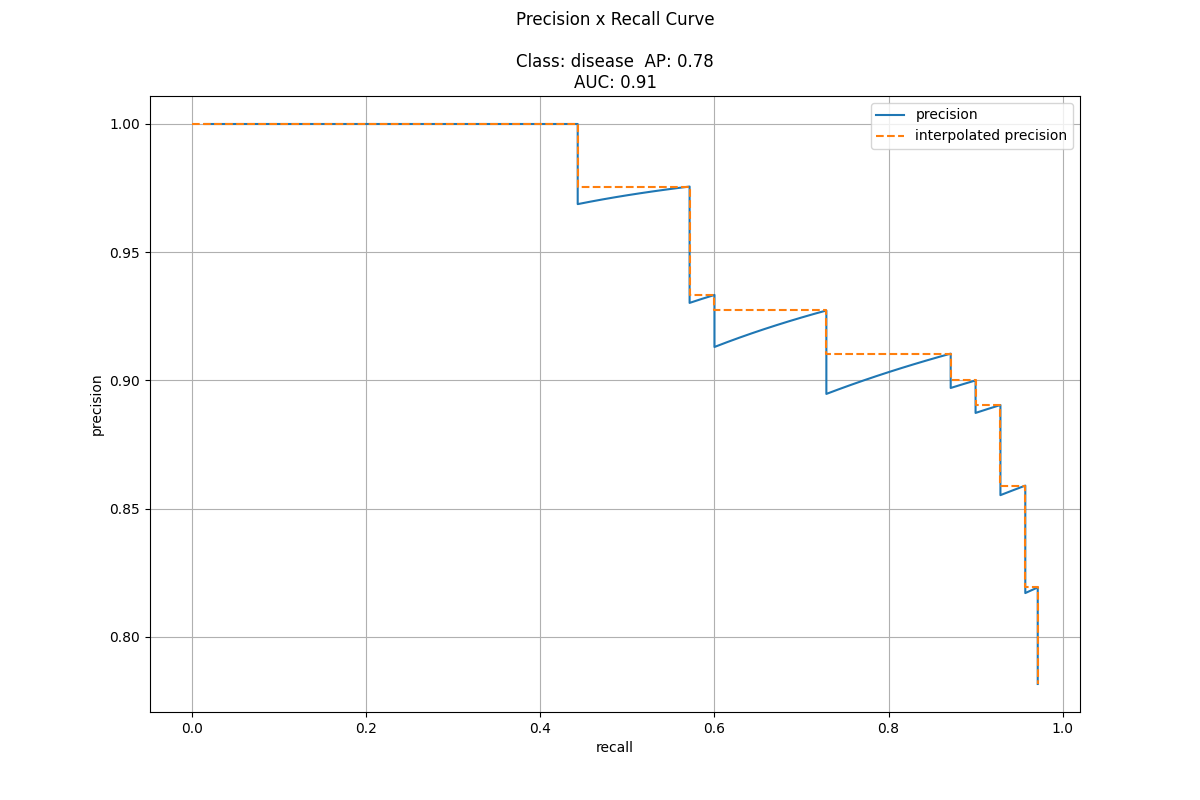 Precision x Recall Curve
Class: disease  AP: 0.78
AUC: 0.91
precision
interpolated precision
1.00
0.95
0.90
0.85
0.80
precision
0.0 0.2 0.4 0.6 0.8 1.0
recall